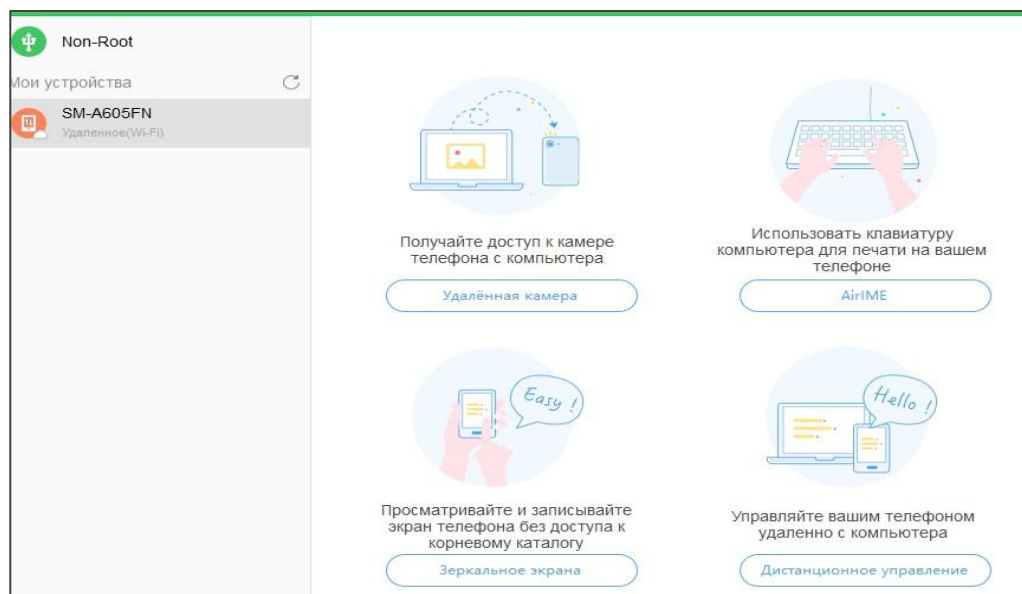 Non-Root
Мои устройства
SM-A605FN
Удаленное(Wi-Fi)
Получайте доступ к камере
телефона с компьютера
Удалённая камера
Использовать клавиатуру
компьютера для печати на вашем
телефоне
AirIME
Easy !
Просматривайте и записывайте
экран телефона без доступа к
корневому каталогу
Зеркальное экрана
Hello !
Управляйте вашим телефоном
удаленно с компьютера
Дистанционное управление